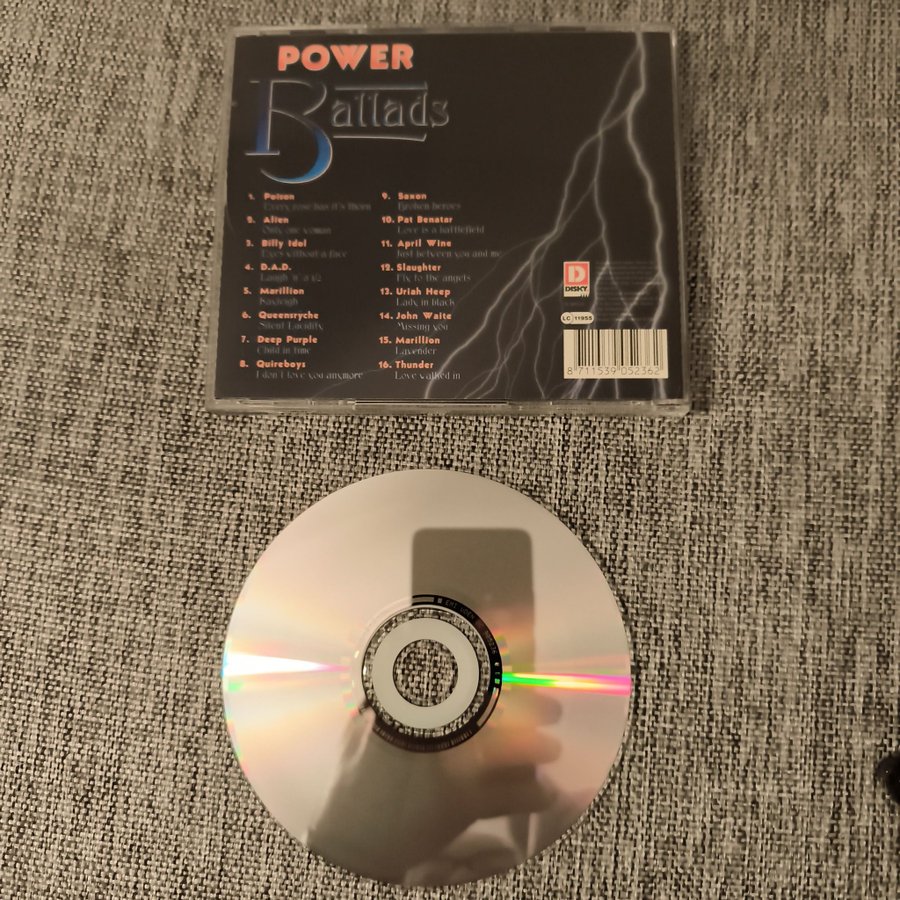 POWER
Ballads
1. Poison
Every rose has it's thorn
2. Alien
Only one woman
3. Billy Idol
Eyes without a face
4. D.A.D.
Laugh 'n' a 1/2
5. Marillion
Kayleigh
6. Queensryche
Silent Lucidity
7. Deep Purple
Child in time
8. Quireboys
I don't love you anymore
9. Saxon
Broken heroes
10. Pat Benatar
Love is a battlefield
11. April Wine
Just between you and me
12. Slaughter
Fly to the angels
13. Uriah Heep
Lady in black
14. John Waite
Missing you
15. Marillion
Lavender
16. Thunder
Love walked in
D
DISKY
LC 11955
8 711539 052362
EMI UDEN